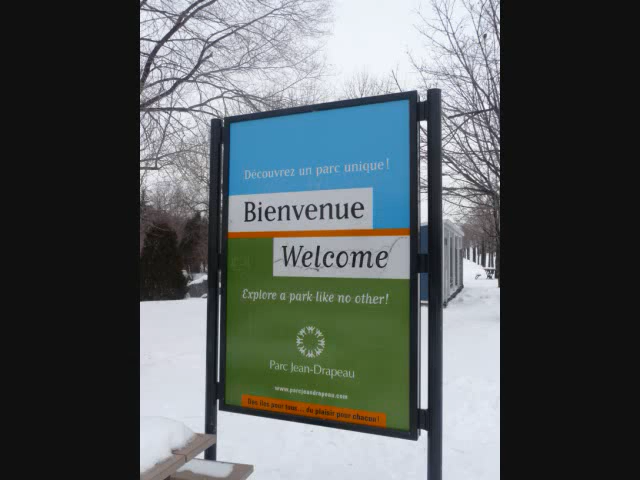 Découvrez un parc unique!
Bienvenue
Welcome
Explore a park like no other!
Parc Jean-Drapeau
www.parcjeandrapeau.com
Des îles pour tous... du plaisir pour chacun!